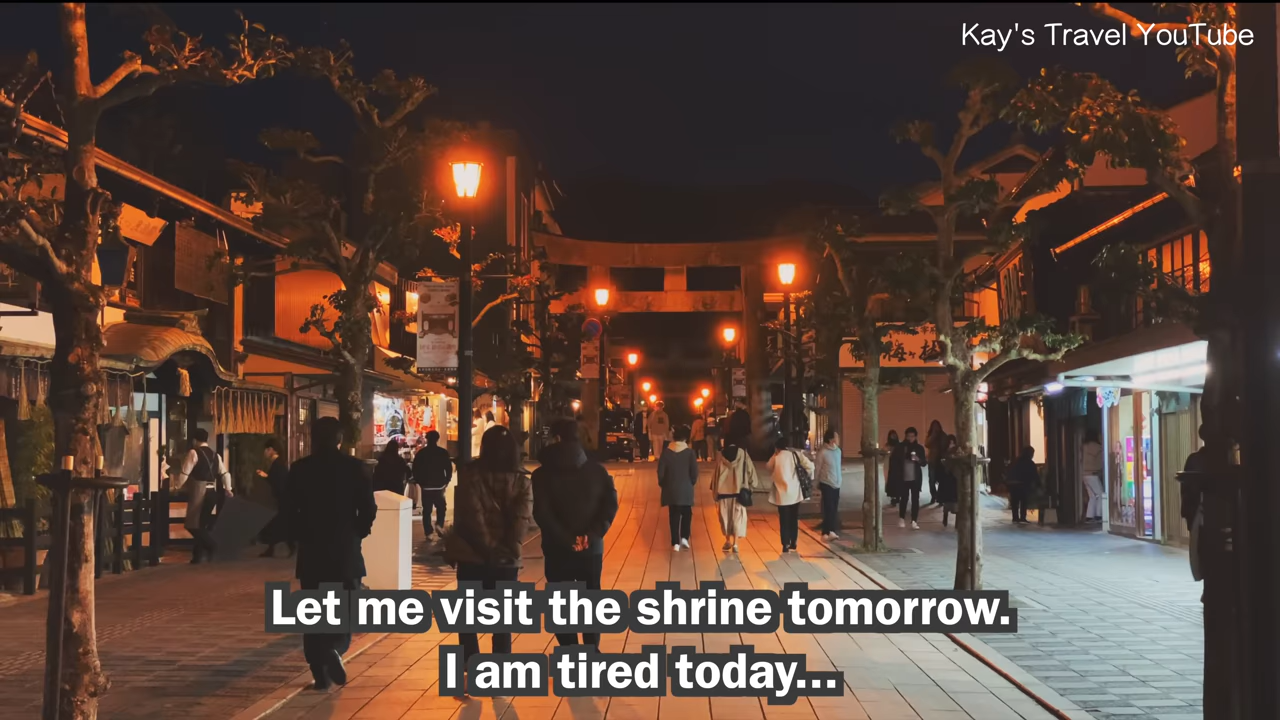 Kay's Travel YouTube
Let me visit the shrine tomorrow.
I am tired today...